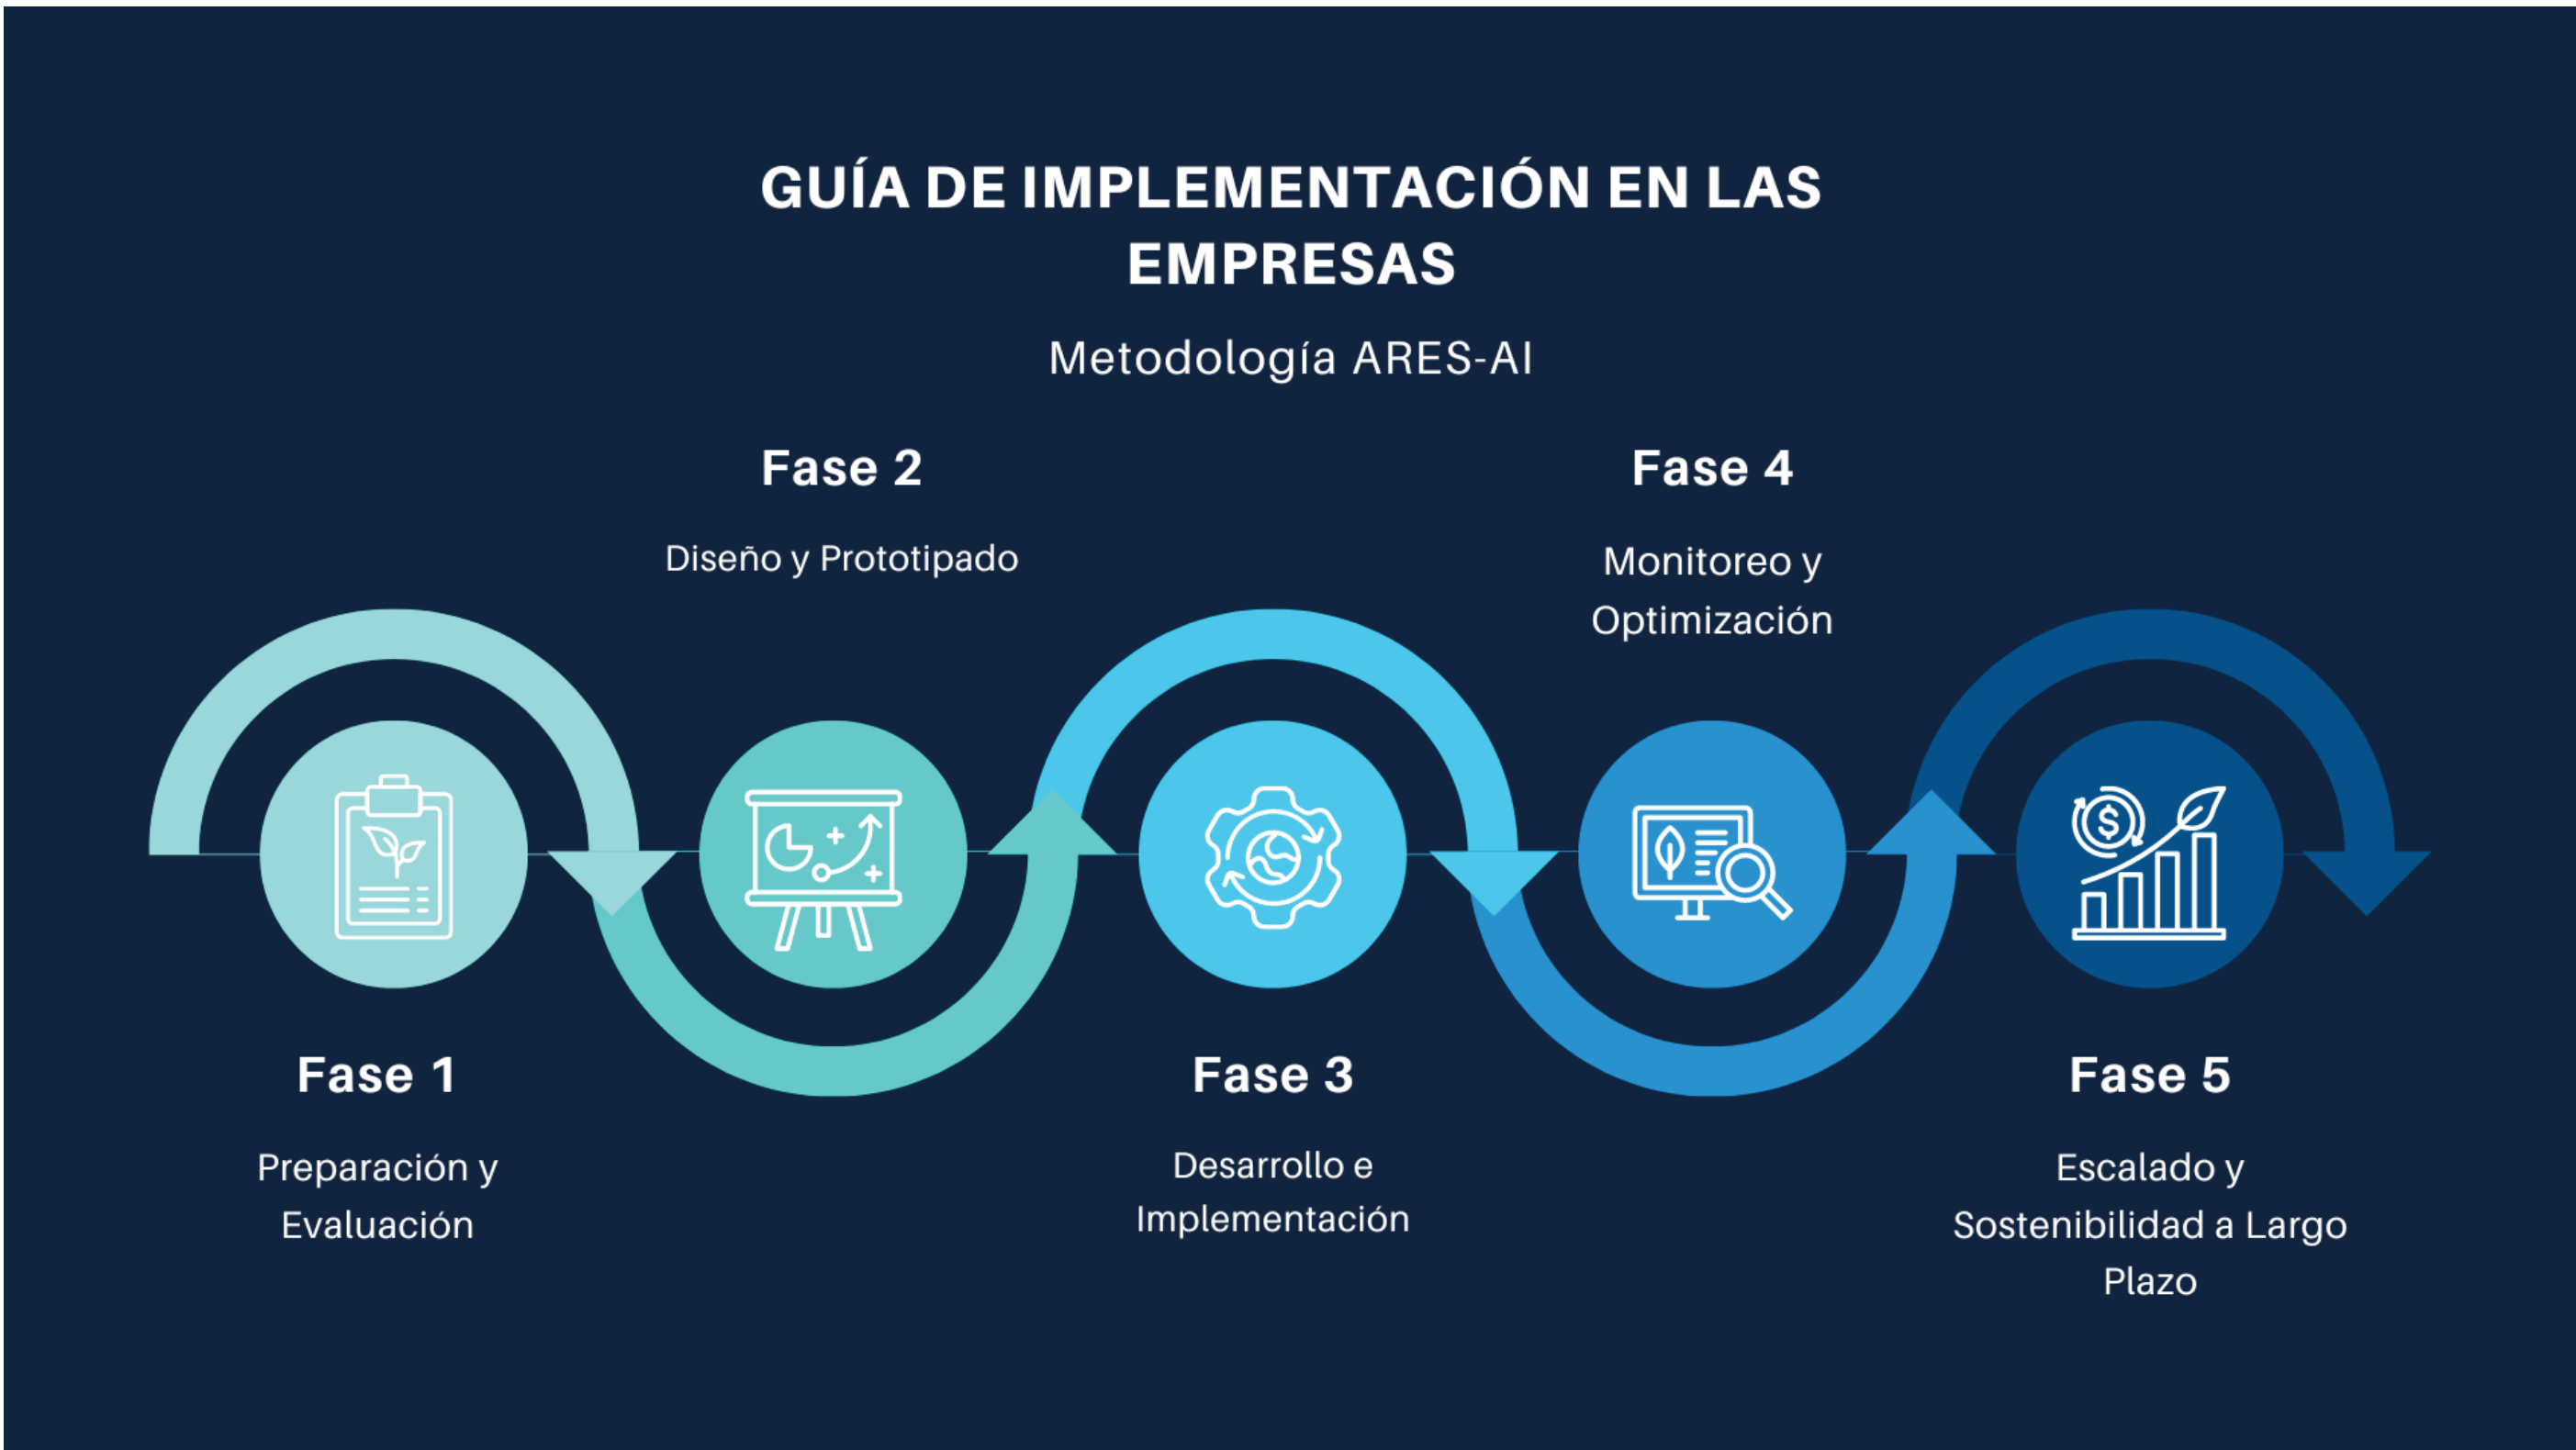 GUÍA DE IMPLEMENTACIÓN EN LAS
EMPRESAS
Metodología ARES-AI
Fase 1
Preparación y
Evaluación
Fase 2
Diseño y Prototipado
Fase 3
Desarrollo e
Implementación
Fase 4
Monitoreo y
Optimización
Fase 5
Escalado y
Sostenibilidad a Largo
Plazo